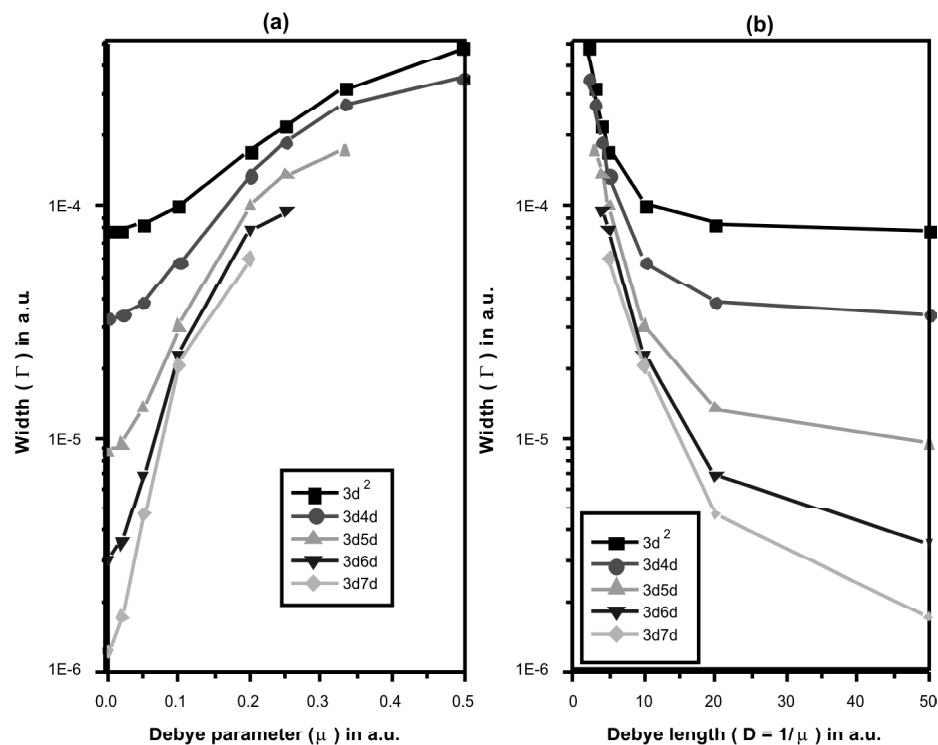 (a)
Width ( Γ ) in a.u.
1E-4
1E-5
1E-6
3d ²
3d4d
3d5d
3d6d
3d7d
0.0 0.1 0.2 0.3 0.4 0.5
Debye parameter (μ) in a.u.
(b)
Width ( Γ ) in a.u.
1E-4
1E-5
1E-6
3d ²
3d4d
3d5d
3d6d
3d7d
0 10 20 30 40 50
Debye length ( D = 1/μ ) in a.u.